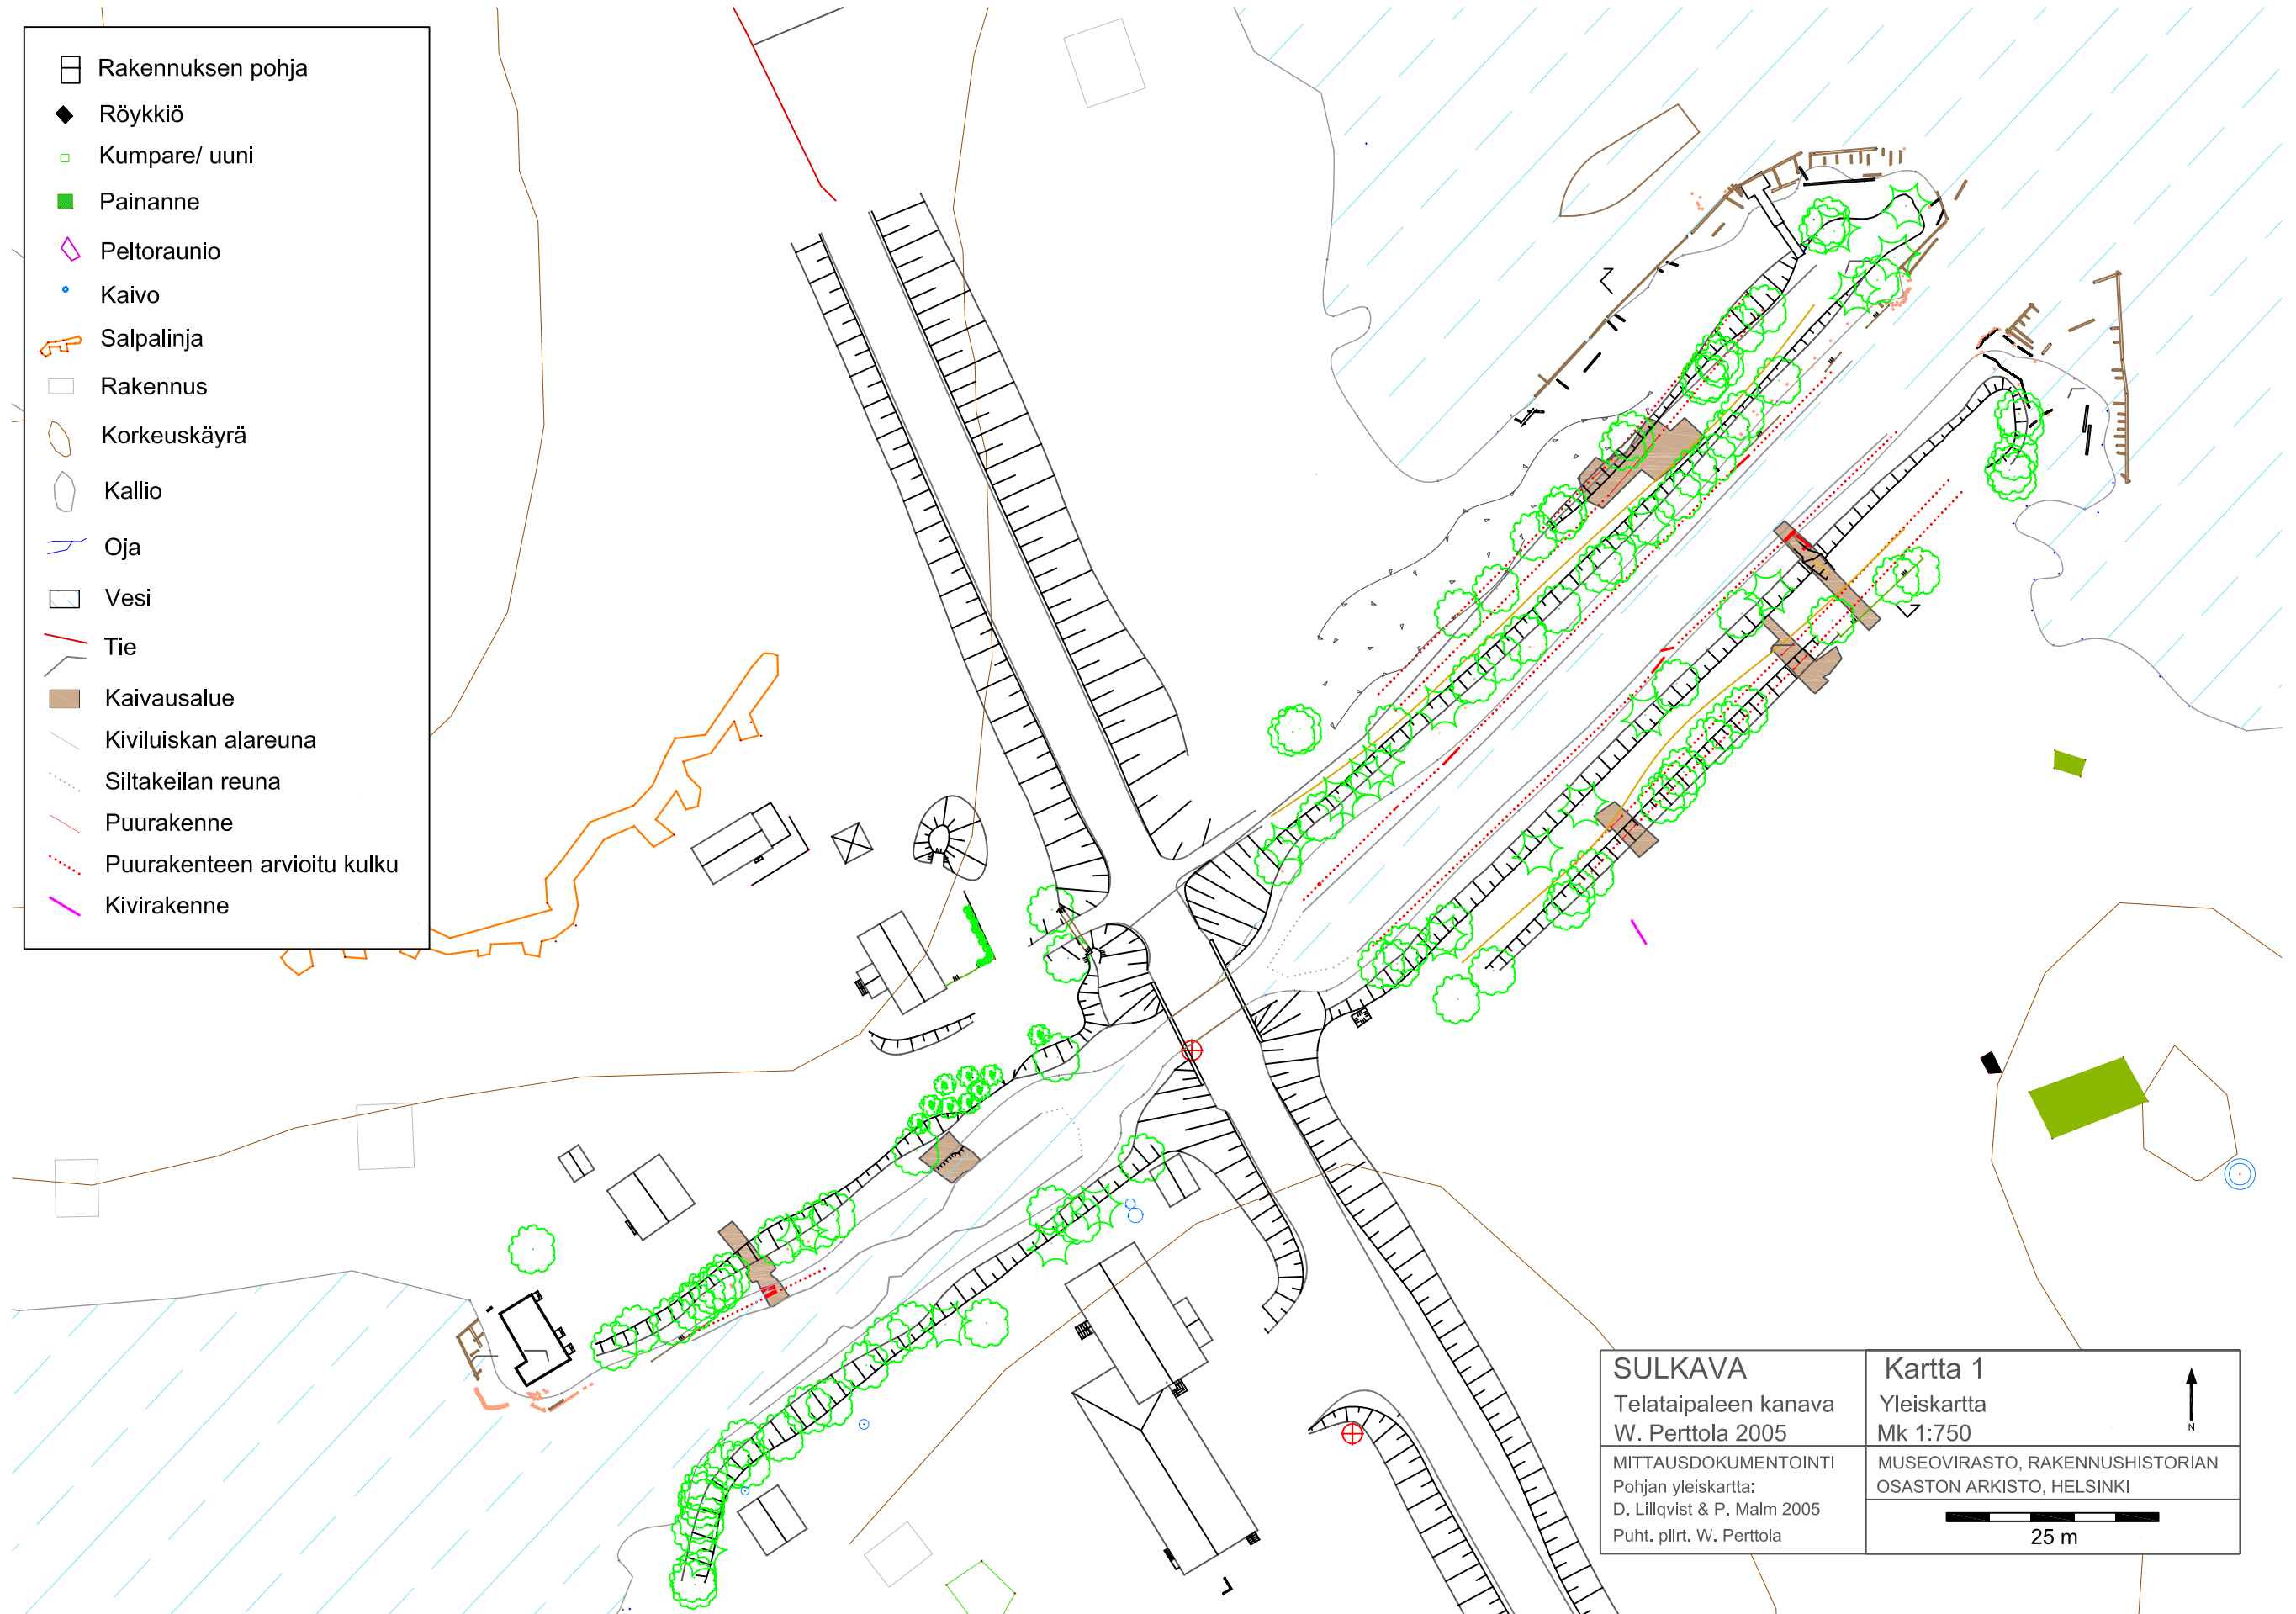 Rakennuksen pohja
Röykkiö
Kumpare/ uuni
Painanne
Peltoraunio
Kaivo
Salpalinja
Rakennus
Korkeuskäyrä
Kallio
Oja
Vesi
Tie
Kaivausalue
Kiviluiskan alareuna
Siltakeilan reuna
Puurakenne
Puurakenteen arvioitu kulku
Kivirakenne
SULKAVA
Telataipaleen kanava
W. Perttola 2005
Kartta 1
Yleiskartta
Mk 1:750
N
MITTAUSDOKUMENTOINTI
Pohjan yleiskartta:
D. Lillqvist & P. Malm 2005
Puht. piirt. W. Perttola
MUSEOVIRASTO, RAKENNUSHISTORIAN
OSASTON ARKISTO, HELSINKI
25 m